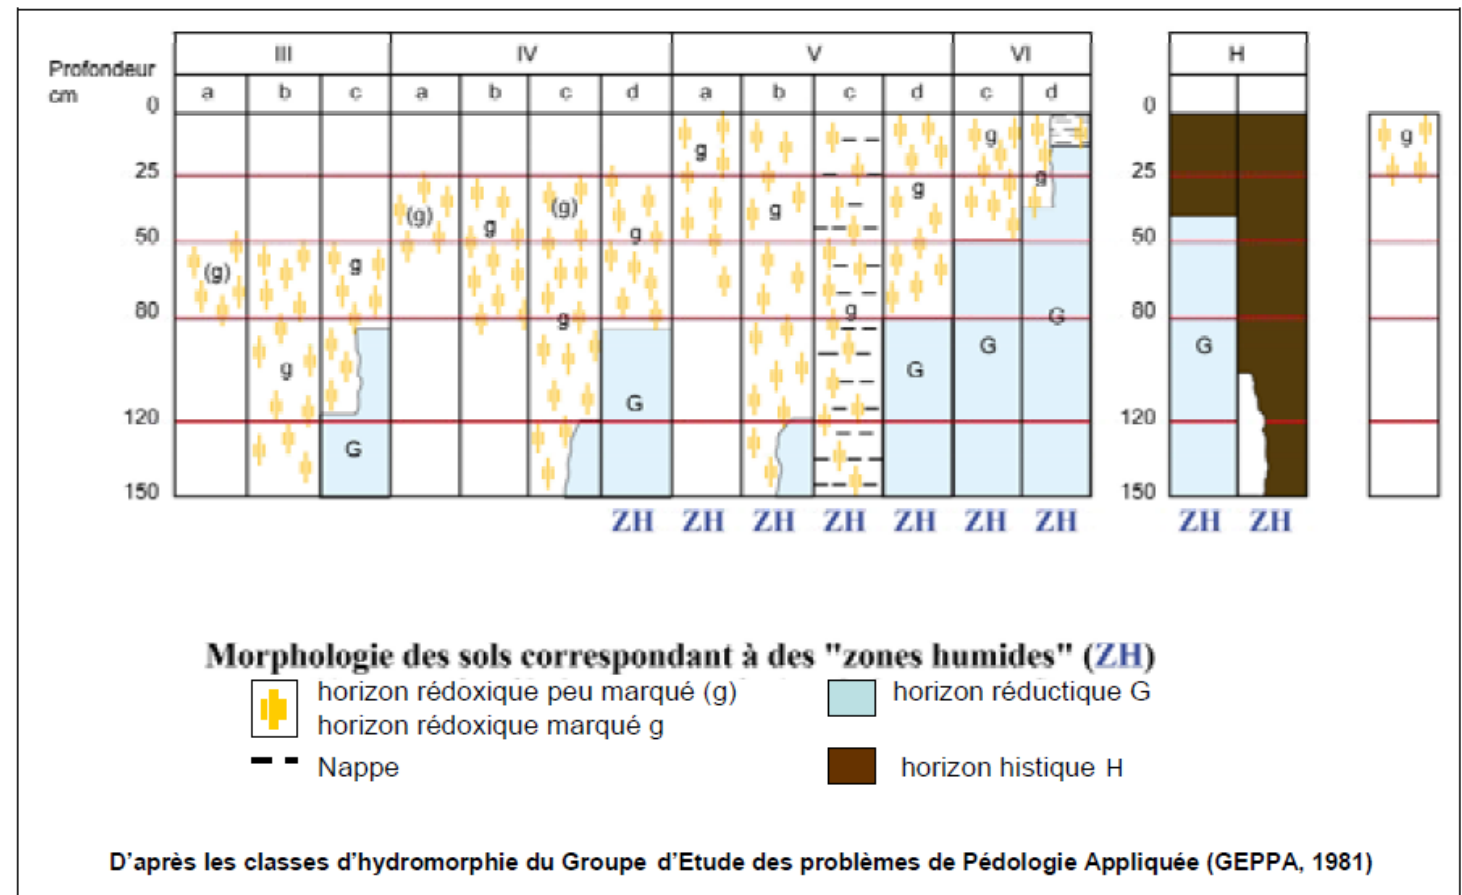 III IV V VI H
Profondeur
cm
a b c a b c d a b c d c d
0 0
25 25
50 50
80 80
120 120
150 150
g g g g
(g) g (g) g g g g
(g) g g
g g G
g G G G G
G G
ZH ZH ZH ZH ZH ZH ZH ZH ZH
Morphologie des sols correspondant à des "zones humides" (ZH)
horizon rédoxique peu marqué (g)
horizon rédoxique marqué g
Nappe
horizon réductique G
horizon histique H
D'après les classes d'hydromorphie du Groupe d'Etude des problèmes de Pédologie Appliquée (GEPPA, 1981)